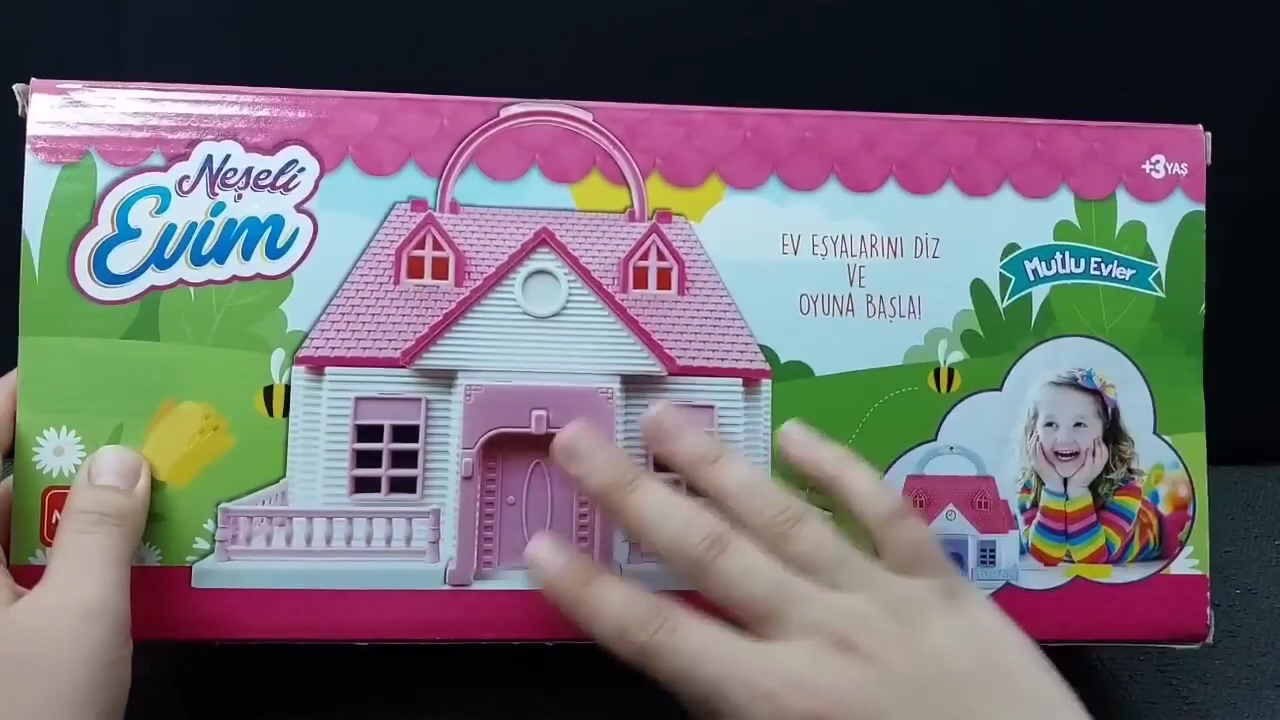 Neşeli
Evim
+3 YAŞ
EV EŞYALARINI DİZ
VE
OYUNA BAŞLA!
Mutlu Evler